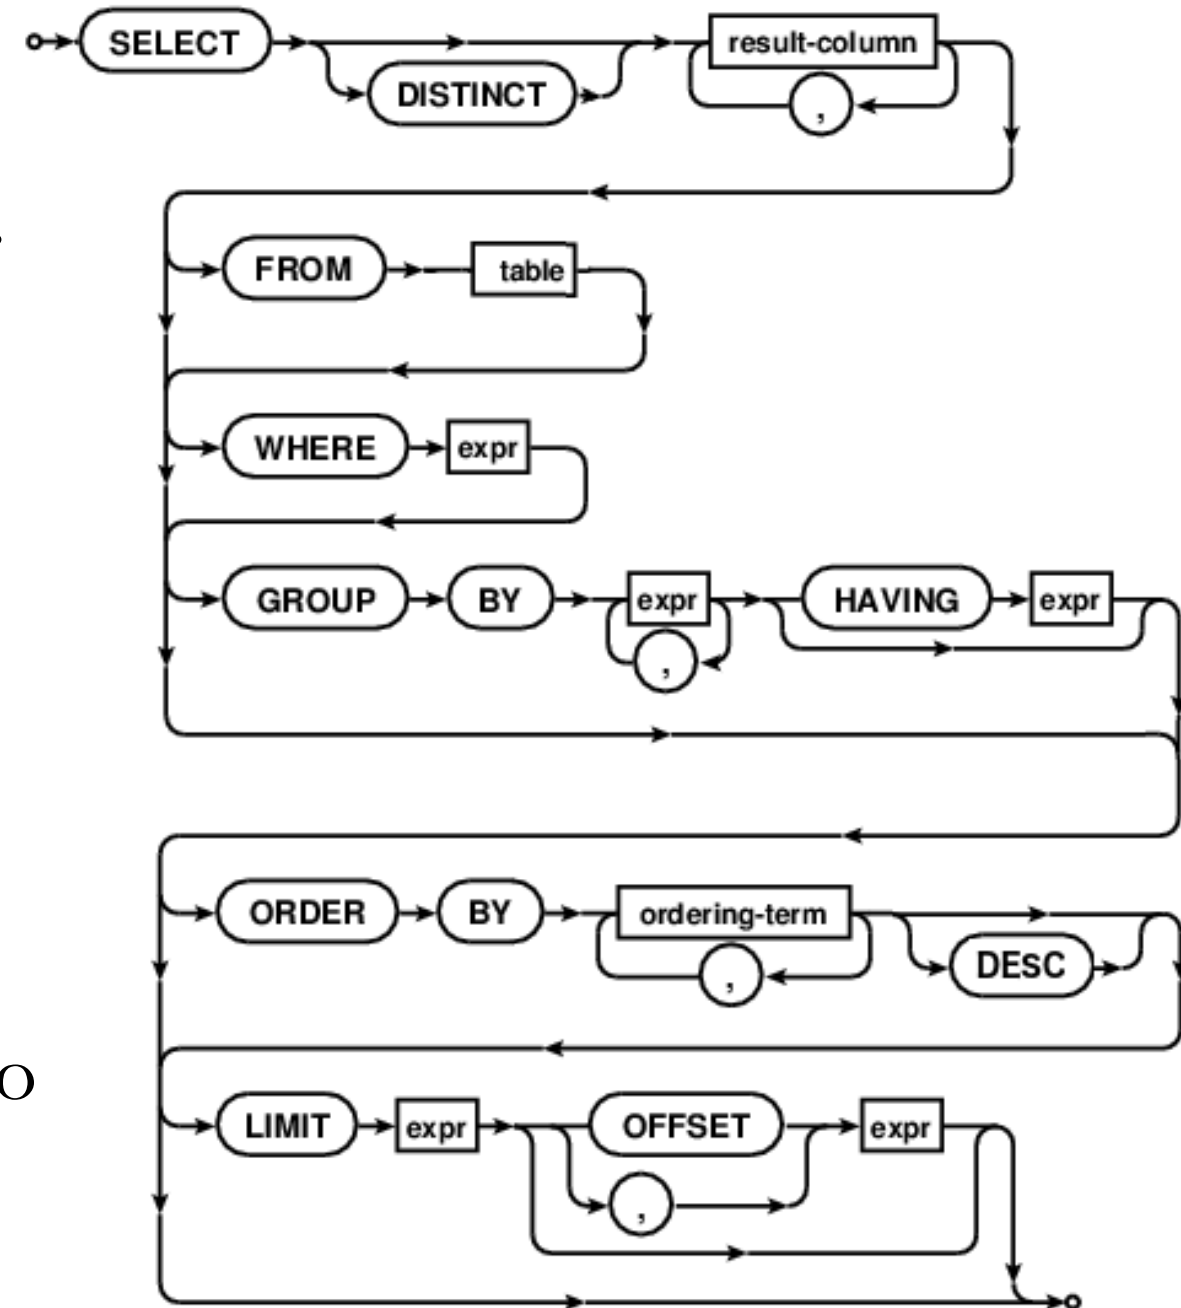 SELECT result-column
DISTINCT ,
FROM table
WHERE expr
GROUP BY expr HAVING expr
,
ORDER BY ordering-term
, DEsC
O
LIMIT expr OFFSET expr
,